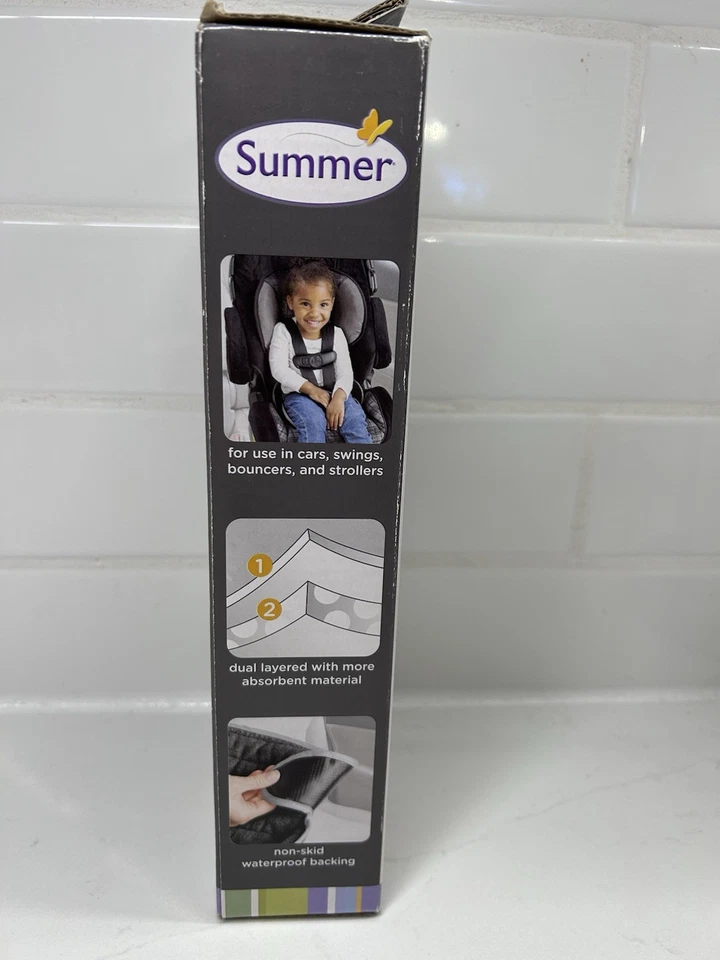 Summer
for use in cars, swings,
bouncers, and strollers
1
2
dual layered with more
absorbent material
non-skid
waterproof backing